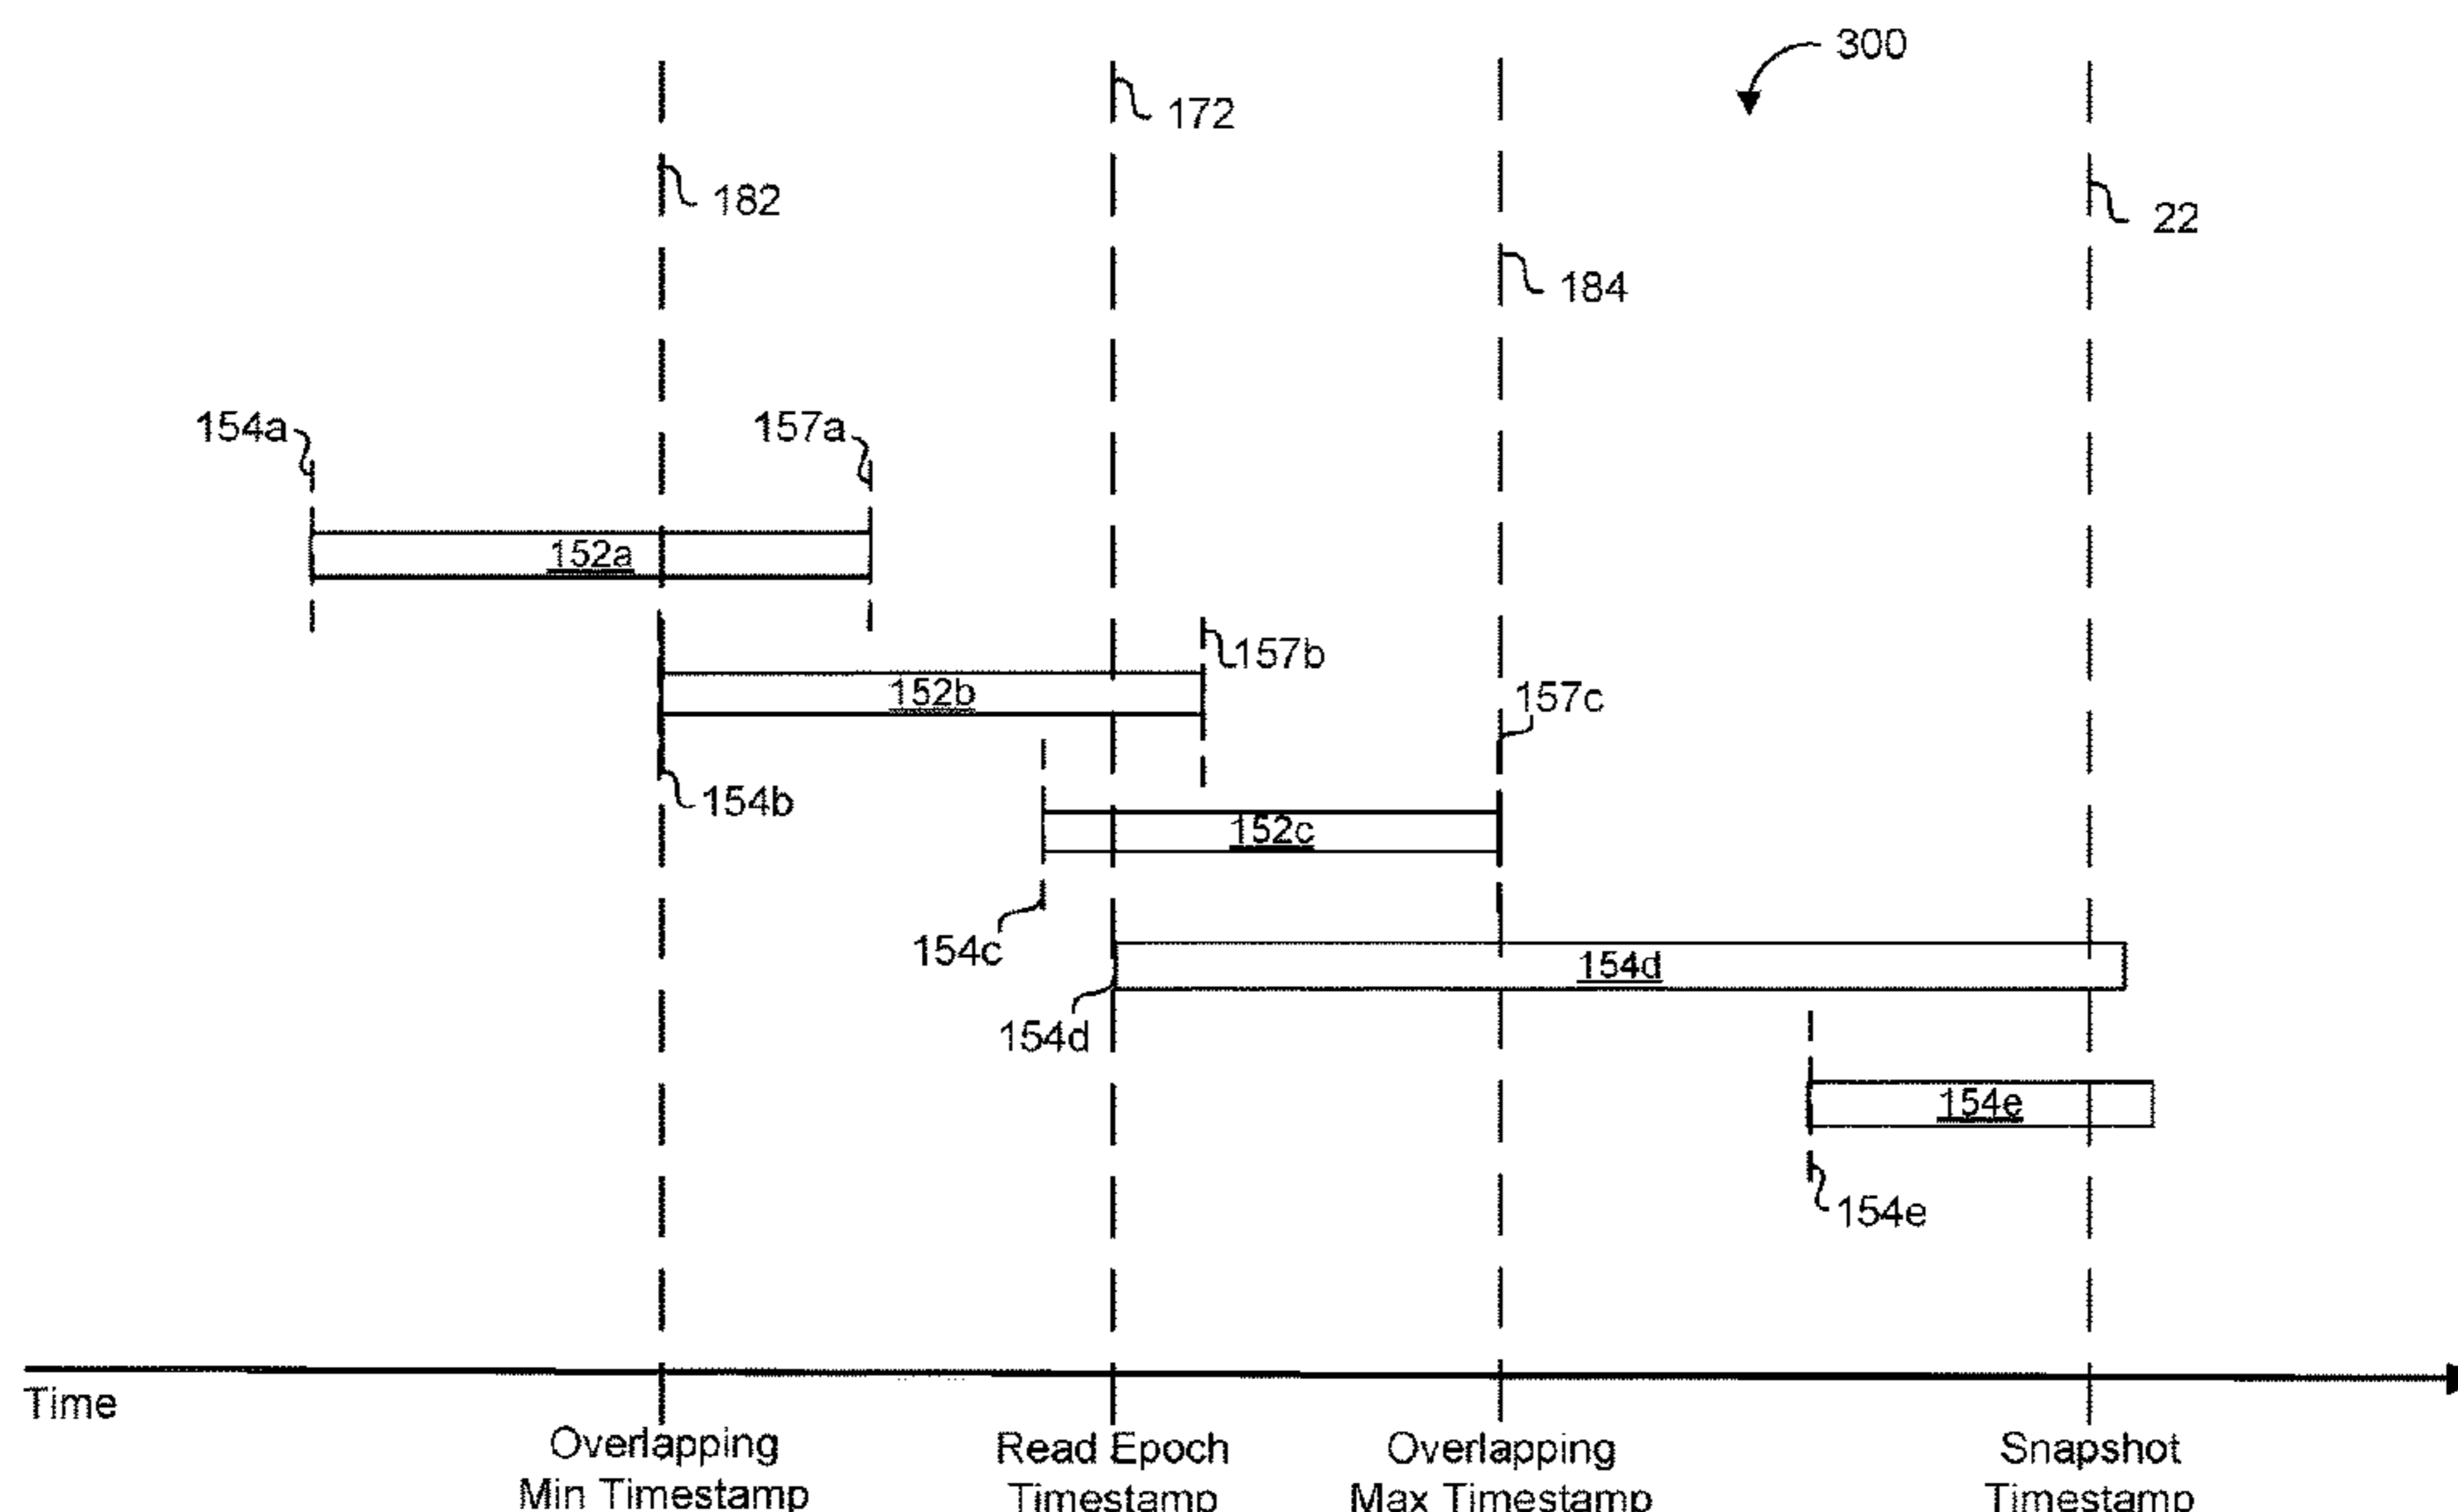 300
172
182
22
184
154a
157a
152a
157b
152b
157c
154b
152c
154c
154d
154d
154e
154e
Time
Overlapping
Min Timestamp
Read Epoch
Timestamp
Overlapping
Max Timestamp
Snapshot
Timestamp